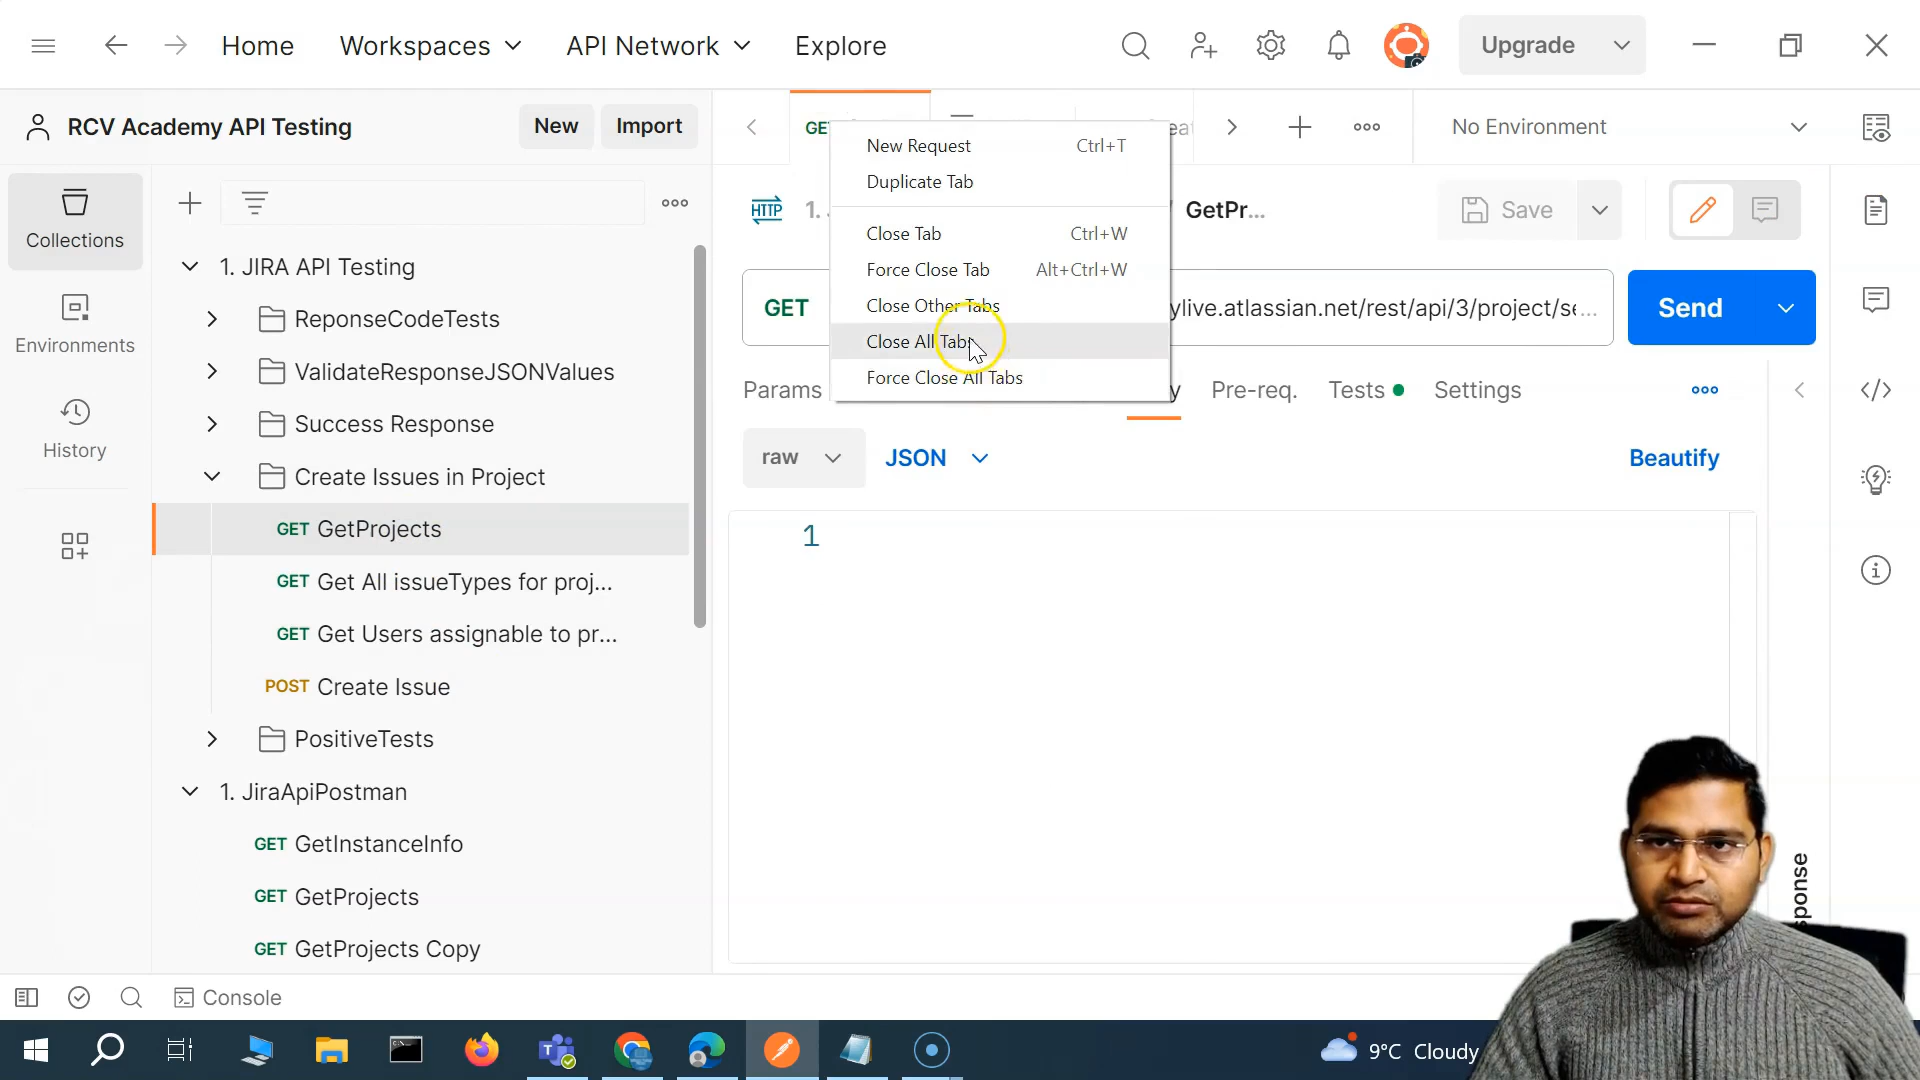 Home Workspaces API Network Explore Upgrade
RCV Academy API Testing New Import
No Environment
Collections
Environments
History
1. JIRA API Testing
ReponseCodeTests
ValidateResponseJSONValues
Success Response
Create Issues in Project
GET GetProjects
GET Get All issueTypes for proj...
GET Get Users assignable to pr...
POST Create Issue
PositiveTests
1. JiraApiPostman
GET GetInstanceInfo
GET GetProjects
GET GetProjects Copy
New Request Ctrl+T
Duplicate Tab
Close Tab Ctrl+W
Force Close Tab Alt+Ctrl+W
Close Other Tabs
Close All Tabs
Force Close All Tabs
HTTP 1. GetPr... Save
GET ylive.atlassian.net/rest/api/3/project/se... Send
Params y Pre-req. Tests Settings
raw JSON Beautify
1
sponse
Console
9°C Cloudy